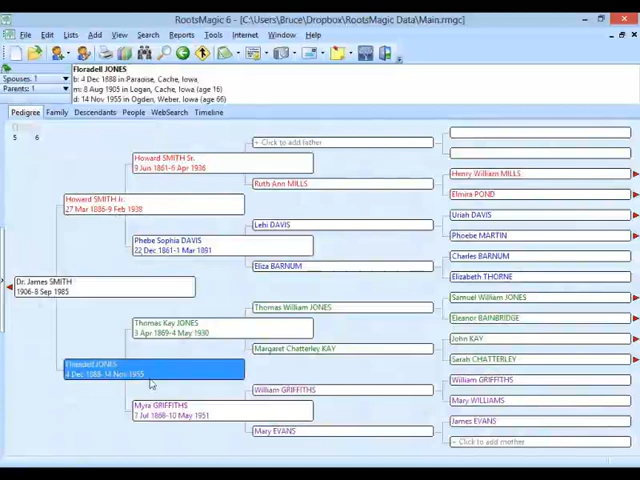 RootsMagic 6 - [C:\Users\Bruce\Dropbox\RootsMagic Data\Main.rmgc]
File Edit Lists Add View Search Reports Tools Internet Window Help
Floradell JONES
Spouses. 1
b: 4 Dec 1888 in Paradise, Cache, Iowa
Parents: 1
m: 8 Aug 1905 in Logan, Cache, Iowa (age 16)
d: 14 Nov 1955 in Ogden, Weber, Iowa (age 66)
Pedigree Family Descendants People WebSearch Timeline
5 6
+ Click to add father
Howard SMITH Sr.
9 Jun 1861-6 Apr 1936
Henry William MILLS
Ruth Ann MILLS
Elmira POND
Howard SMITH Jr.
27 Mar 1886-9 Feb 1938
Uriah DAVIS
Lehi DAVIS
Phoebe MARTIN
Phebe Sophia DAVIS
22 Dec 1861-1 Mar 1891
Charles BARNUM
Eliza BARNUM
Elizabeth THORNE
Dr. James SMITH
1906-8 Sep 1985
Samuel William JONES
Thomas William JONES
Eleanor BAINBRIDGE
Thomas Kay JONES
3 Apr 1869-4 May 1930
John KAY
Margaret Chatterley KAY
Sarah CHATTERLEY
Floradell JONES
4 Dec 1888-14 Nov 1955
William GRIFFITHS
William GRIFFITHS
Mary WILLIAMS
Myra GRIFFITHS
7 Jul 1868-10 May 1951
James EVANS
Mary EVANS
+ Click to add mother